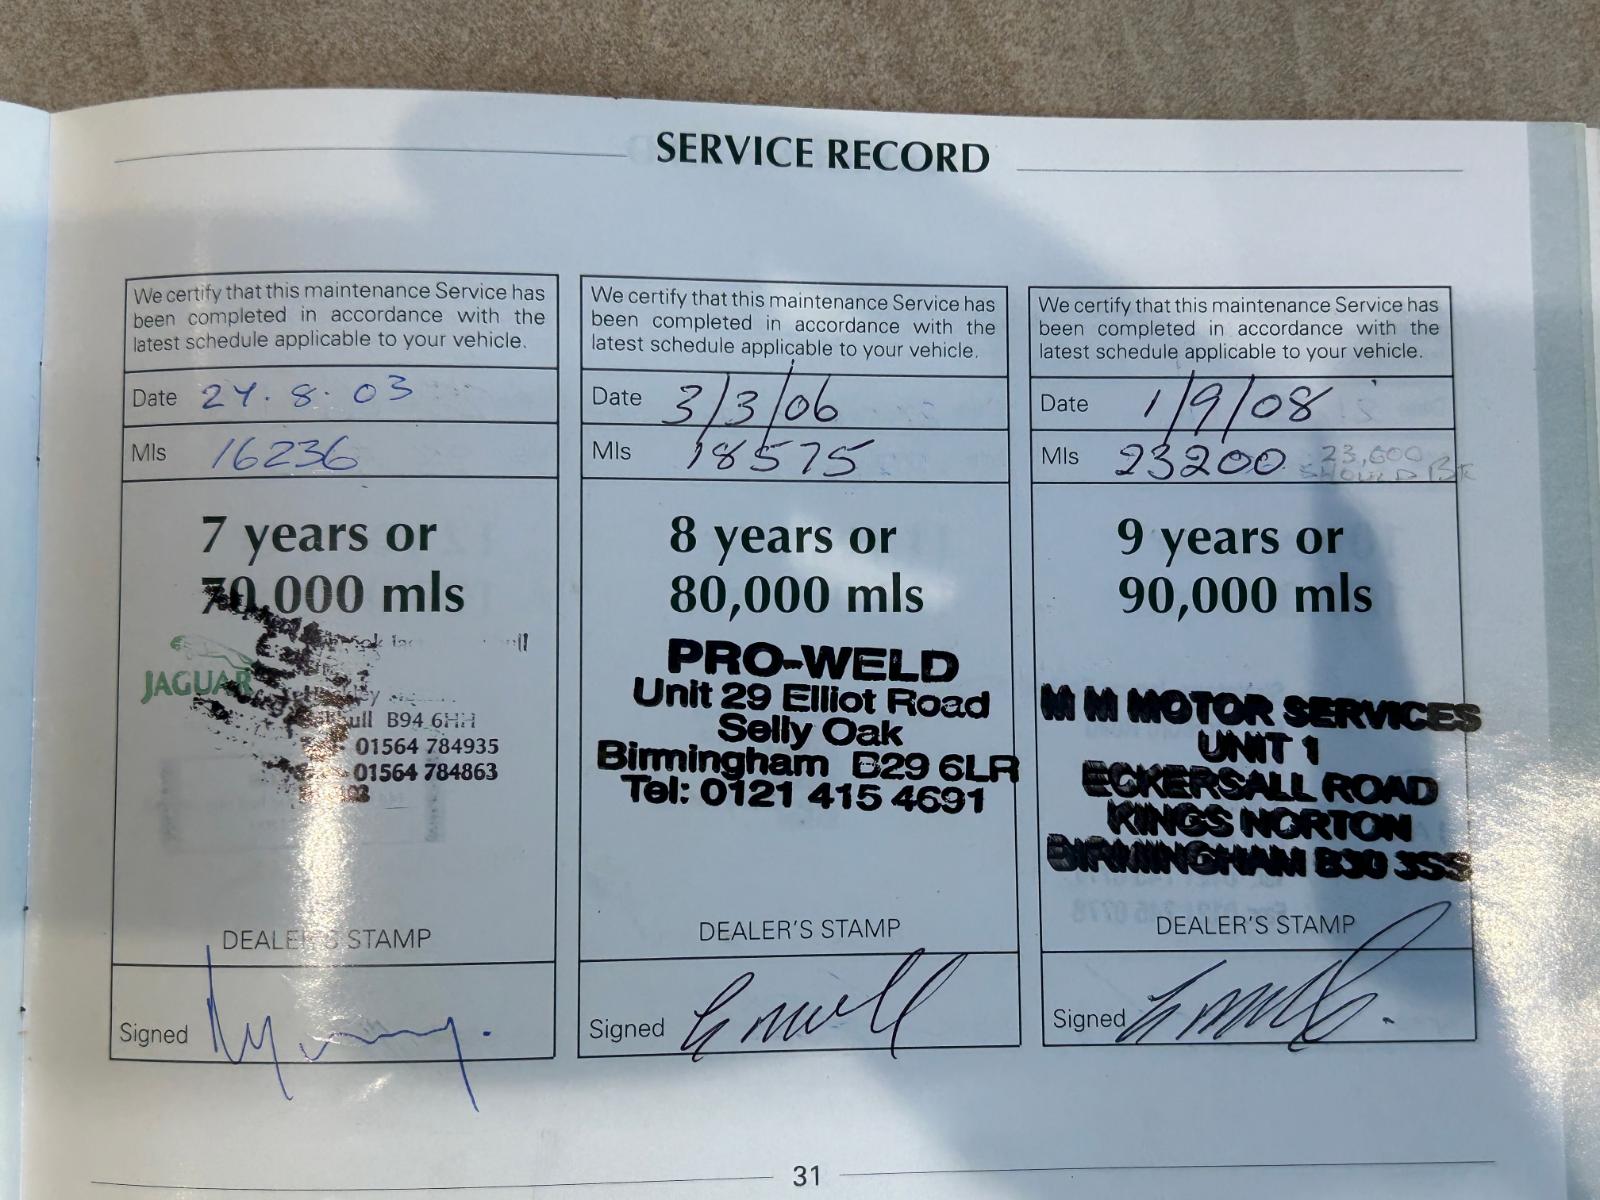 SERVICE RECORD
We certify that this maintenance Service has
been completed in accordance with the
latest schedule applicable to your vehicle.
Date 24.8.03
Mls 16236
7 years or
70,000 mls
JAGUAR
B94 6HH
01564 784935
01564 784863
DEALER'S STAMP
Signed
We certify that this maintenance Service has
been completed in accordance with the
latest schedule applicable to your vehicle.
Date 3/3/06
Mls 18575
8 years or
80,000 mls
PRO-WELD
Unit 29 Elliot Road
Selly Oak
Birmingham B29 6LR
Tel: 0121 415 4691
DEALER'S STAMP
Signed
We certify that this maintenance Service has
been completed in accordance with the
latest schedule applicable to your vehicle.
Date 1/9/08
Mls 23200 23,600
SHOULD BE
9 years or
90,000 mls
M M MOTOR SERVICES
UNIT 1
ECKERSALL ROAD
KINGS NORTON
BIRMINGHAM B30 3SS
DEALER'S STAMP
Signed
31